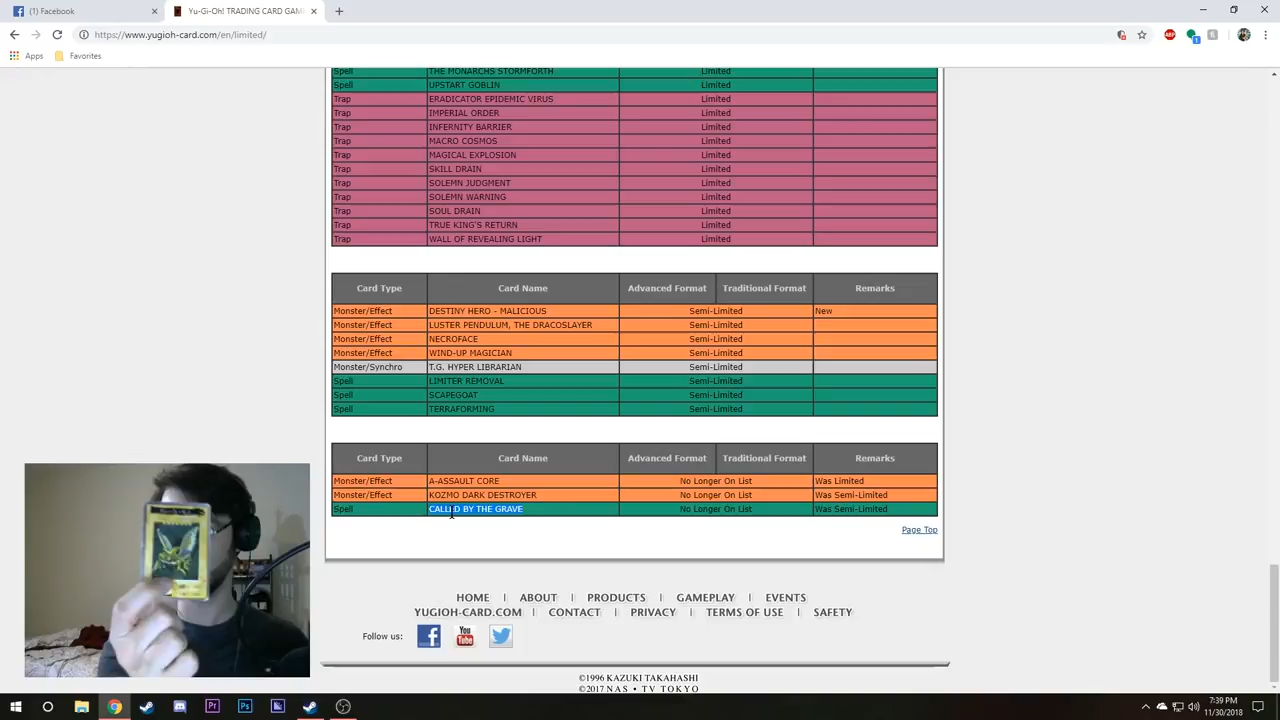 (1) Facebook
Yu-Gi-Oh! TRADING CARD GAM
https://www.yugioh-card.com/en/limited/
Apps
Favorites
Spell THE MONARCHS STORMFORTH Limited
Spell UPSTART GOBLIN Limited
Trap ERADICATOR EPIDEMIC VIRUS Limited
Trap IMPERIAL ORDER Limited
Trap INFERNITY BARRIER Limited
Trap MACRO COSMOS Limited
Trap MAGICAL EXPLOSION Limited
Trap SKILL DRAIN Limited
Trap SOLEMN JUDGMENT Limited
Trap SOLEMN WARNING Limited
Trap SOUL DRAIN Limited
Trap TRUE KING'S RETURN Limited
Trap WALL OF REVEALING LIGHT Limited
Card Type Card Name Advanced Format Traditional Format Remarks
Monster/Effect DESTINY HERO - MALICIOUS Semi-Limited New
Monster/Effect LUSTER PENDULUM, THE DRACOSLAYER Semi-Limited
Monster/Effect NECROFACE Semi-Limited
Monster/Effect WIND-UP MAGICIAN Semi-Limited
Monster/Synchro T.G. HYPER LIBRARIAN Semi-Limited
Spell LIMITER REMOVAL Semi-Limited
Spell SCAPEGOAT Semi-Limited
Spell TERRAFORMING Semi-Limited
Card Type Card Name Advanced Format Traditional Format Remarks
Monster/Effect A-ASSAULT CORE No Longer On List Was Limited
Monster/Effect KOZMO DARK DESTROYER No Longer On List Was Semi-Limited
Spell CALLED BY THE GRAVE No Longer On List Was Semi-Limited
Page Top
HOME | ABOUT | PRODUCTS | GAMEPLAY | EVENTS
YUGIOH-CARD.COM | CONTACT | PRIVACY | TERMS OF USE | SAFETY
Follow us:
You Tube
©1996 KAZUKI TAKAHASHI
©2017 NAS • TV TOKYO
7:39 PM
11/30/2018